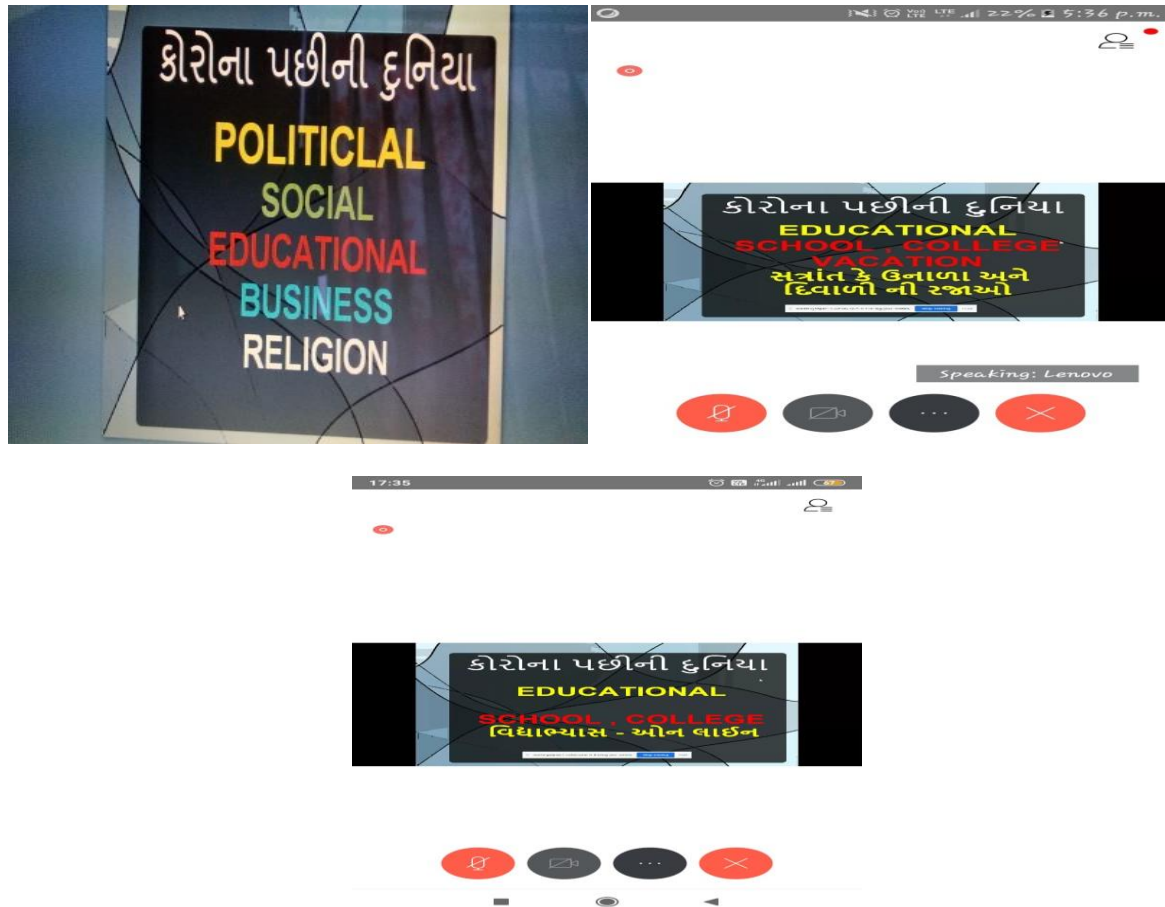 કોરોના પછીની દુનિયા
POLITICLAL
SOCIAL
EDUCATIONAL
BUSINESS
RELIGION
22% 5:36 p.m.
કોરોના પછીની દુનિયા
EDUCATIONAL
SCHOOL , COLLEGE
VACATION
સત્રાંત કે ઉનાળા અને
દિવાળી ની રજાઓ
Speaking: Lenovo
17:35
67
કોરોના પછીની દુનિયા
EDUCATIONAL
SCHOOL , COLLEGE
વિદ્યાભ્યાસ - ઓન લાઈન